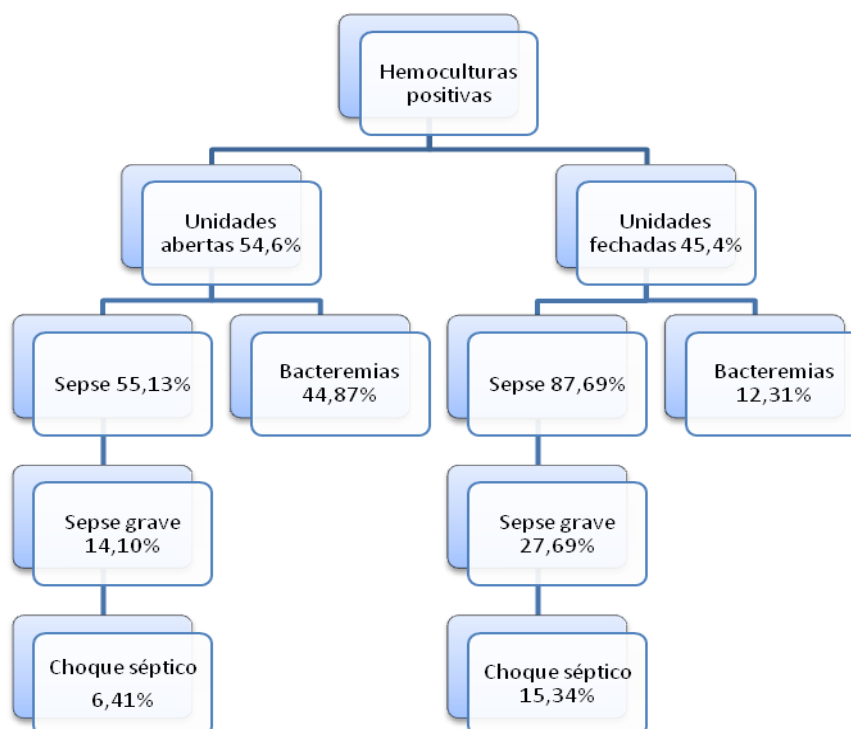 Hemoculturas
positivas
Unidades
abertas 54,6%
Unidades
fechadas 45,4%
Sepse 55,13%
Bacteremias
44,87%
Sepse 87,69%
Bacteremias
12,31%
Sepse grave
14,10%
Sepse grave
27,69%
Choque séptico
6,41%
Choque séptico
15,34%